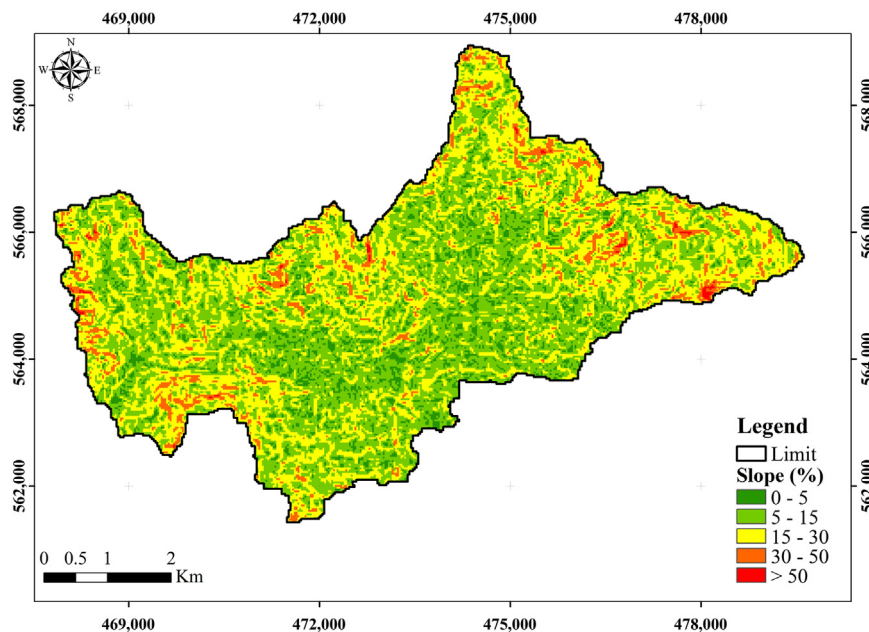 469,000 472,000 475,000 478,000
N
W E
S
568,000 568,000
566,000 566,000
564,000 564,000
562,000 562,000
Legend
Limit
Slope (%)
0 - 5
5 - 15
15 - 30
30 - 50
> 50
0 0.5 1 2
Km
469,000 472,000 475,000 478,000